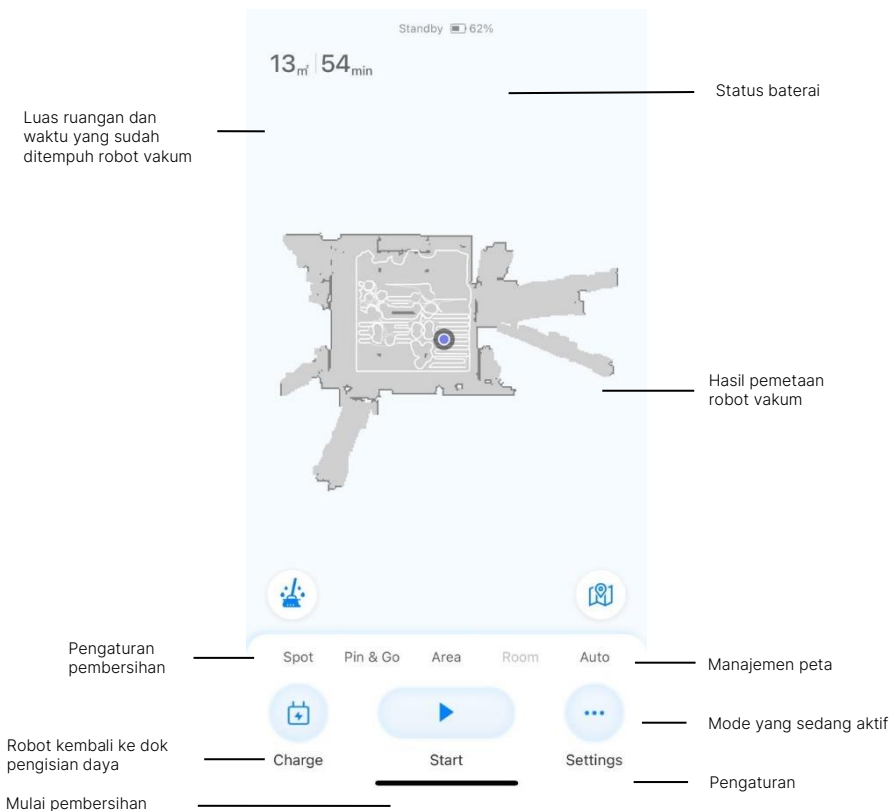 Standby 62%
13㎡ 54min
Status baterai
Luas ruangan dan
waktu yang sudah
ditempuh robot vakum
Hasil pemetaan
robot vakum
Pengaturan
pembersihan
Spot Pin & Go Area Room Auto
Manajemen peta
Mode yang sedang aktif
Robot kembali ke dok
pengisian daya
Charge Start Settings
Pengaturan
Mulai pembersihan